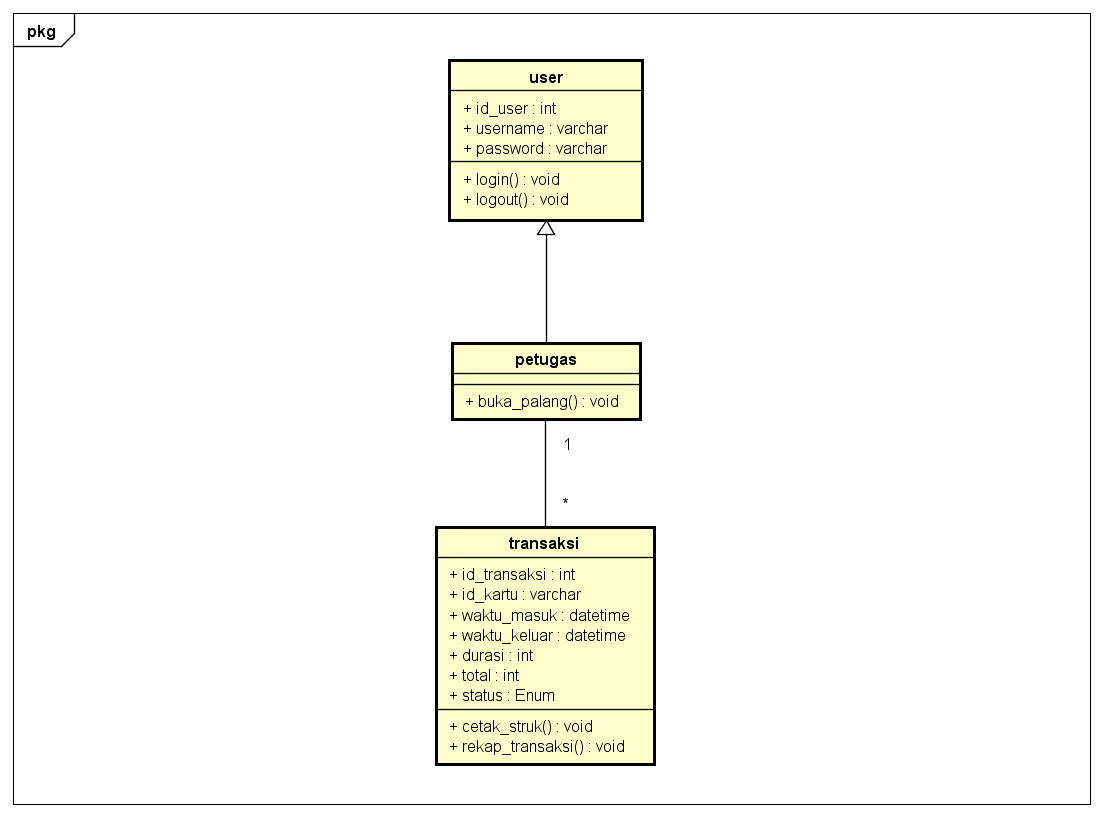 pkg
user
+ id_user : int
+ username : varchar
+ password : varchar
+ login() : void
+ logout() : void
petugas
+ buka_palang() : void
1
*
transaksi
+ id_transaksi : int
+ id_kartu : varchar
+ waktu_masuk : datetime
+ waktu_keluar : datetime
+ durasi : int
+ total : int
+ status : Enum
+ cetak_struk() : void
+ rekap_transaksi() : void